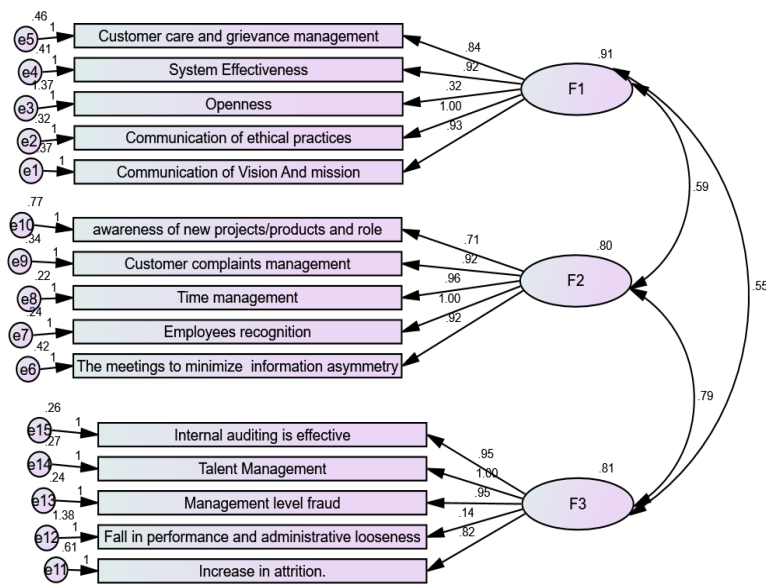 .46
e5 1 Customer care and grievance management .84
.41
e4 1 System Effectiveness .92
1.37
e3 1 Openness .32
.32
e2 1 Communication of ethical practices 1.00
.37
e1 1 Communication of Vision And mission .93
.91
F1
.59
.55
.77
e10 1 awareness of new projects/products and role .71
.34
e9 1 Customer complaints management .92
.22
e8 1 Time management .96
.24
e7 1 Employees recognition 1.00
.42
e6 1 The meetings to minimize information asymmetry .92
.80
F2
.79
.26
e15 1 Internal auditing is effective .95
.27
e14 1 Talent Management 1.00
.24
e13 1 Management level fraud .95
1.38
e12 1 Fall in performance and administrative looseness .14
.61
e11 1 Increase in attrition. .82
.81
F3